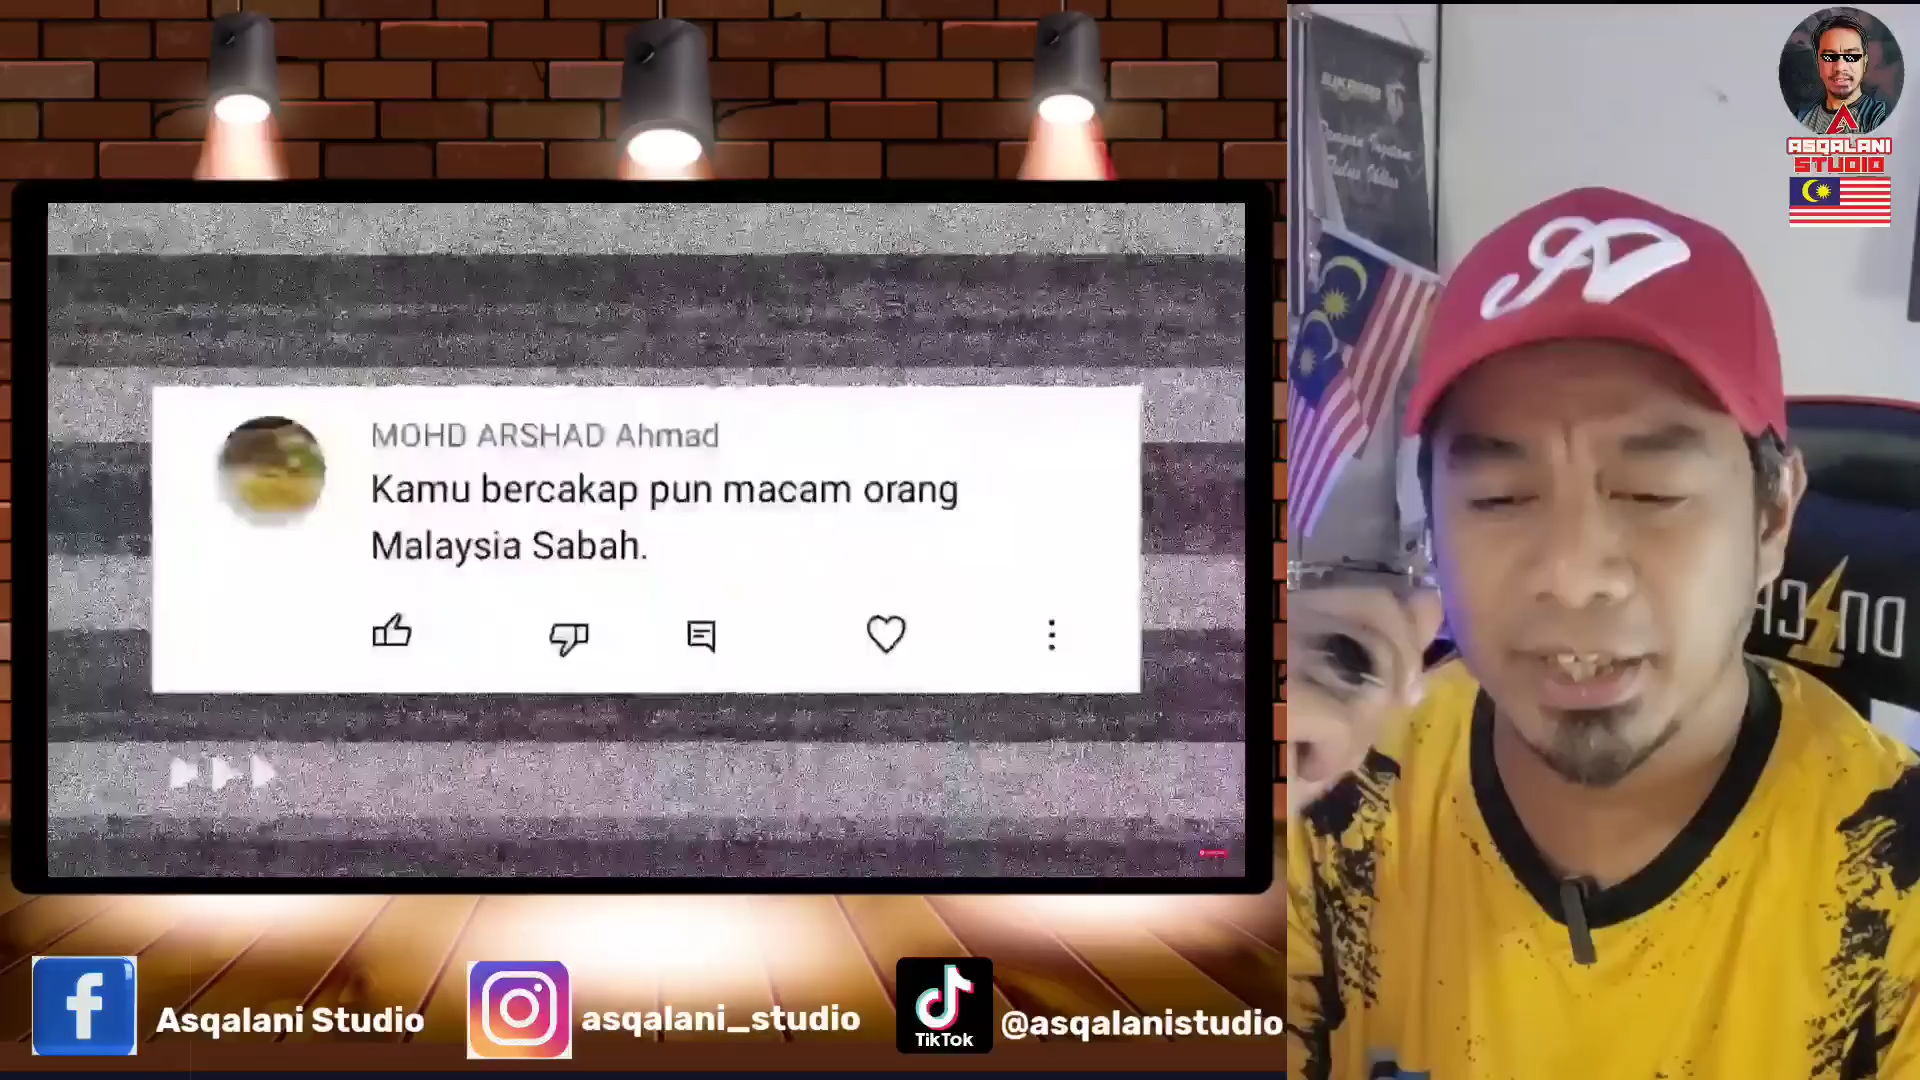 MOHD ARSHAD Ahmad
Kamu bercakap pun macam orang
Malaysia Sabah.
Asqalani Studio
asqalani_studio
TikTok
@asqalanistudio
ASQALANI
STUDIO